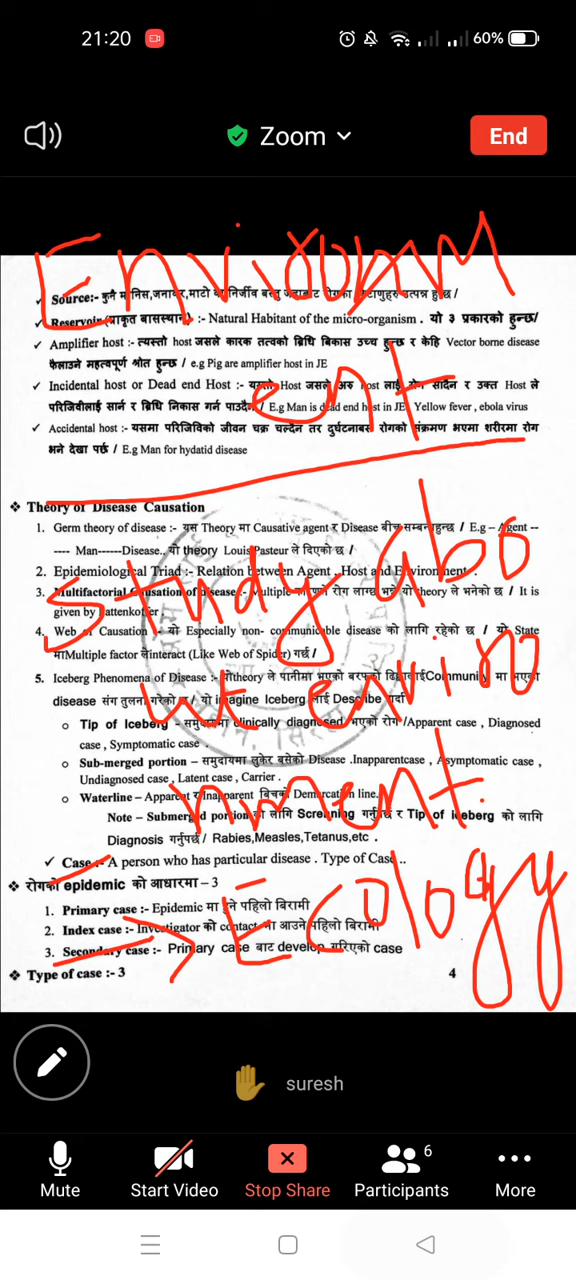 21:20
60%
Zoom
End
Environm
ent
✓ Source:- कुनै मानिस,जनावर,माटो वा निर्जीव बस्तु जहाँबाट रोगका उत्पन्न हुन्छ /
✓ Reservoir (प्राकृत बासस्थान) :- Natural Habitant of the micro-organism . यो ३ प्रकारको हुन्छ/
✓ Amplifier host :- त्यस्तो host जसले कारक तत्वको ब्रिधि बिकास उच्च हुन्छ र केहि Vector borne disease
फैलाउने महत्वपूर्ण श्रोत हुन्छ / e.g Pig are amplifier host in JE
✓ Incidental host or Dead end Host :- यस्तो Host जसले अरु host लाई रोग सार्दैन र उक्त Host ले
परिजिवीलाई सार्न र ब्रिधि निकास गर्न पाउदैन / E.g Man is dead end host in JE, Yellow fever , ebola virus
✓ Accidental host :- यसमा परिजिविको जीवन चक्र चल्दैन तर दुर्घटनाबस रोगको संक्रमण भएमा शरीरमा रोग
भने देखा पर्छ / E.g Man for hydatid disease
❖ Theory of Disease Causation
1. Germ theory of disease :- यस Theory मा Causative agent र Disease बीच सम्बन्ध हुन्छ / E.g – Agent --
---- Man------Disease.. यो theory Louis Pasteur ले दिएको छ /
2. Epidemiological Triad :- Relation between Agent , Host and Environment .
3. Multifactorial Causation of disease :- Multiple कारण रोग लाग्छ भन्ने यो theory ले भनेको छ / It is
given by Pattenkoffer .
4. Web of Causation :- यो Especially non- communicable disease को लागि रहेको छ / यो State
मा Multiple factor ले interact (Like Web of Spider) गर्छ /
5. Iceberg Phenomena of Disease :- यो theory ले पानीमा भएको बरफको ढिक्कालाई Community मा भएको
disease संग तुलना गरेको छ / यो imagine Iceberg लाई Describe गर्दा
o Tip of Iceberg – समुदायमा clinically diagnosed भएको रोग /Apparent case , Diagnosed
case , Symptomatic case .
o Sub-merged portion – समुदायमा लुकेर बसेको Disease .Inapparent case , Asymptomatic case ,
Undiagnosed case , Latent case , Carrier .
o Waterline – Apparent र Inapparent बिचको Demarcation line.
Note – Submerged portion को लागि Screening गर्नुपर्छ र Tip of iceberg को लागि
Diagnosis गर्नुपर्छ / Rabies,Measles,Tetanus,etc .
Study abo
ut enviro
nment.
✓ Case :- A person who has particular disease . Type of Case ..
❖ रोगको epidemic को आधारमा – 3
1. Primary case :- Epidemic मा हुने पहिलो बिरामी
2. Index case :- Investigator को contact मा आउने पहिलो बिरामी
3. Secondary case :- Primary case बाट develop गरिएको case
Ecology
❖ Type of case :- 3
4
suresh
6
Mute Start Video Stop Share Participants More